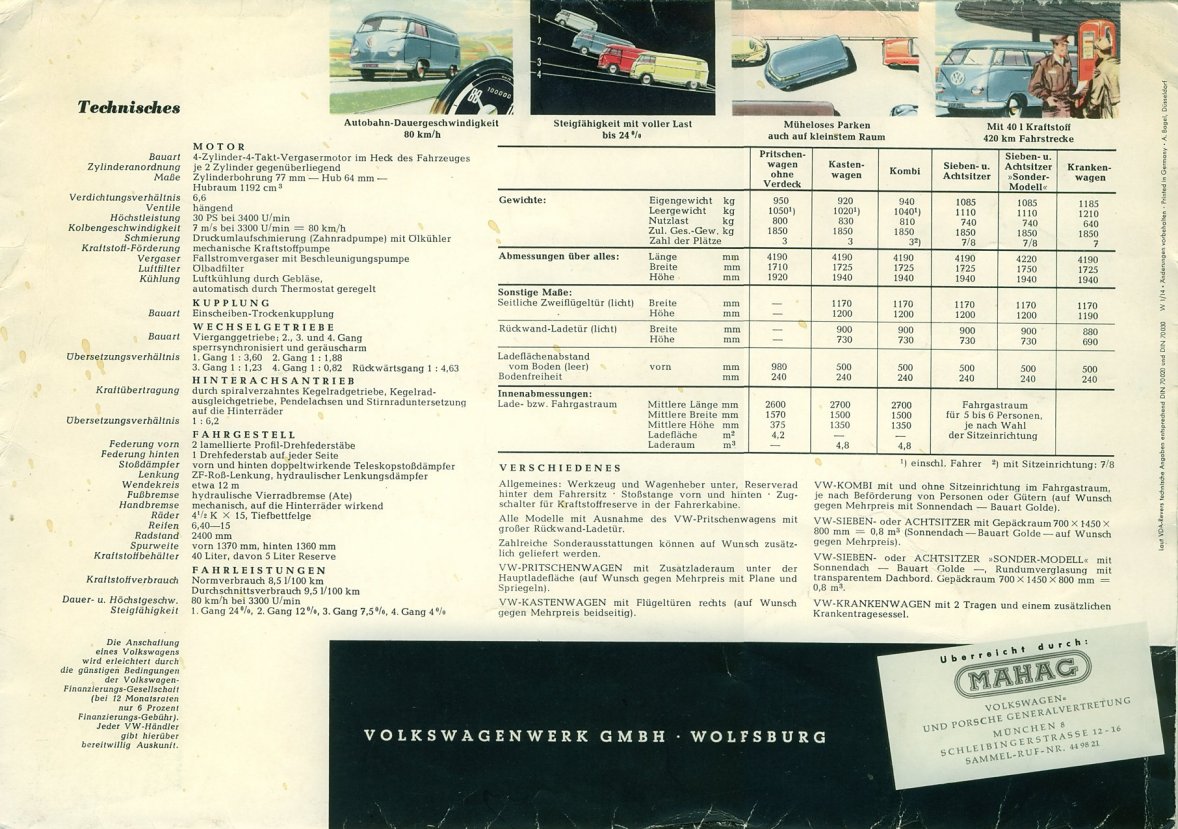 Technisches
MOTOR
Bauart 4-Zylinder-4-Takt-Vergasermotor im Heck des Fahrzeuges
Zylinderanordnung je 2 Zylinder gegenüberliegend
Maße Zylinderbohrung 77 mm — Hub 64 mm —
Hubraum 1192 cm³
Verdichtungsverhältnis 6,6
Ventile hängend
Höchstleistung 30 PS bei 3400 U/min
Kolbengeschwindigkeit 7 m/s bei 3300 U/min = 80 km/h
Schmierung Druckumlaufschmierung (Zahnradpumpe) mit Ölkühler
Kraftstoff-Förderung mechanische Kraftstoffpumpe
Vergaser Fallstromvergaser mit Beschleunigungspumpe
Luftfilter Ölbadfilter
Kühlung Luftkühlung durch Gebläse,
automatisch durch Thermostat geregelt
KUPPLUNG
Bauart Einscheiben-Trockenkupplung
WECHSELGETRIEBE
Bauart Vierganggetriebe; 2., 3. und 4. Gang
sperrsynchronisiert und geräuscharm
Übersetzungsverhältnis 1. Gang 1 : 3,60 2. Gang 1 : 1,88
3. Gang 1 : 1,23 4. Gang 1 : 0,82 Rückwärtsgang 1 : 4,63
HINTERACHSANTRIEB
Kraftübertragung durch spiralverzahntes Kegelradgetriebe, Kegelrad-
ausgleichgetriebe, Pendelachsen und Stirnraduntersetzung
auf die Hinterräder
Übersetzungsverhältnis 1 : 6,2
FAHRGESTELL
Federung vorn 2 lamellierte Profil-Drehfederstäbe
Federung hinten 1 Drehfederstab auf jeder Seite
Stoßdämpfer vorn und hinten doppeltwirkende Teleskopstoßdämpfer
Lenkung ZF-Roß-Lenkung, hydraulischer Lenkungsdämpfer
Wendekreis etwa 12 m
Fußbremse hydraulische Vierradbremse (Ate)
Handbremse mechanisch, auf die Hinterräder wirkend
Räder 4¹/₂ K × 15, Tiefbettfelge
Reifen 6,40—15
Radstand 2400 mm
Spurweite vorn 1370 mm, hinten 1360 mm
Kraftstoffbehälter 40 Liter, davon 5 Liter Reserve
FAHRLEISTUNGEN
Kraftstoffverbrauch Normverbrauch 8,5 l/100 km
Durchschnittsverbrauch 9,5 l/100 km
Dauer- u. Höchstgeschw. 80 km/h bei 3300 U/min
Steigfähigkeit 1. Gang 24 %, 2. Gang 12 %, 3. Gang 7,5 %, 4. Gang 4 %
Die Anschaffung
eines Volkswagens
wird erleichtert durch
die günstigen Bedingungen
der Volkswagen-
Finanzierungs-Gesellschaft
(bei 12 Monatsraten
nur 6 Prozent
Finanzierungs-Gebühr).
Jeder VW-Händler
gibt hierüber
bereitwillig Auskunft.
80
100000
Autobahn-Dauergeschwindigkeit
80 km/h
1
2
3
4
Steigfähigkeit mit voller Last
bis 24 %
Müheloses Parken
auch auf kleinstem Raum
Mit 40 l Kraftstoff
420 km Fahrstrecke
Pritschen-wagen ohne Verdeck | Kasten-wagen | Kombi | Sieben- u. Achtsitzer | Sieben- u. Achtsitzer »Sonder-Modell« | Kranken-wagen
Gewichte: Eigengewicht kg 950 920 940 1085 1085 1185
Leergewicht kg 1050¹) 1020¹) 1040¹) 1110 1110 1210
Nutzlast kg 800 830 810 740 740 640
Zul. Ges.-Gew. kg 1850 1850 1850 1850 1850 1850
Zahl der Plätze 3 3 3²) 7/8 7/8 7
Abmessungen über alles: Länge mm 4190 4190 4190 4190 4220 4190
Breite mm 1710 1725 1725 1725 1750 1725
Höhe mm 1920 1940 1940 1940 1940 1940
Sonstige Maße:
Seitliche Zweiflügeltür (licht) Breite mm — 1170 1170 1170 1170 1170
Höhe mm — 1200 1200 1200 1200 1190
Rückwand-Ladetür (licht) Breite mm — 900 900 900 900 880
Höhe mm — 730 730 730 730 690
Ladeflächenabstand
vom Boden (leer) vorn mm 980 500 500 500 500 500
Bodenfreiheit mm 240 240 240 240 240 240
Innenabmessungen:
Lade- bzw. Fahrgastraum Mittlere Länge mm 2600 2700 2700 Fahrgastraum
Mittlere Breite mm 1570 1500 1500 für 5 bis 6 Personen,
Mittlere Höhe mm 375 1350 1350 je nach Wahl
Ladefläche m² 4,2 — — der Sitzeinrichtung
Laderaum m³ — 4,8 4,8
¹) einschl. Fahrer ²) mit Sitzeinrichtung: 7/8
VERSCHIEDENES
Allgemeines: Werkzeug und Wagenheber unter, Reserverad
hinter dem Fahrersitz · Stoßstange vorn und hinten · Zug-
schalter für Kraftstoffreserve in der Fahrerkabine.
Alle Modelle mit Ausnahme des VW-Pritschenwagens mit
großer Rückwand-Ladetür.
Zahlreiche Sonderausstattungen können auf Wunsch zusätz-
lich geliefert werden.
VW-PRITSCHENWAGEN mit Zusatzladeraum unter der
Hauptladefläche (auf Wunsch gegen Mehrpreis mit Plane und
Spriegeln).
VW-KASTENWAGEN mit Flügeltüren rechts (auf Wunsch
gegen Mehrpreis beidseitig).
VW-KOMBI mit und ohne Sitzeinrichtung im Fahrgastraum,
je nach Beförderung von Personen oder Gütern (auf Wunsch
gegen Mehrpreis mit Sonnendach — Bauart Golde).
VW-SIEBEN- oder ACHTSITZER mit Gepäckraum 700 × 1450 ×
800 mm = 0,8 m³ (Sonnendach — Bauart Golde — auf Wunsch
gegen Mehrpreis).
VW-SIEBEN- oder ACHTSITZER »SONDER-MODELL« mit
Sonnendach — Bauart Golde —, Rundumverglasung mit
transparentem Dachbord. Gepäckraum 700 × 1450 × 800 mm =
0,8 m³.
VW-KRANKENWAGEN mit 2 Tragen und einem zusätzlichen
Krankentragesessel.
Laut VDA-Revers technische Angaben entsprechend DIN 70020 und DIN 70030 W 1/14 · Änderungen vorbehalten · Printed in Germany · A. Bagel, Düsseldorf
VOLKSWAGENWERK GMBH · WOLFSBURG
Überreicht durch:
MAHAG
VOLKSWAGEN-
UND PORSCHE GENERALVERTRETUNG
MÜNCHEN 8
SCHLEIBINGERSTRASSE 12 - 16
SAMMEL-RUF-NR. 44 98 21